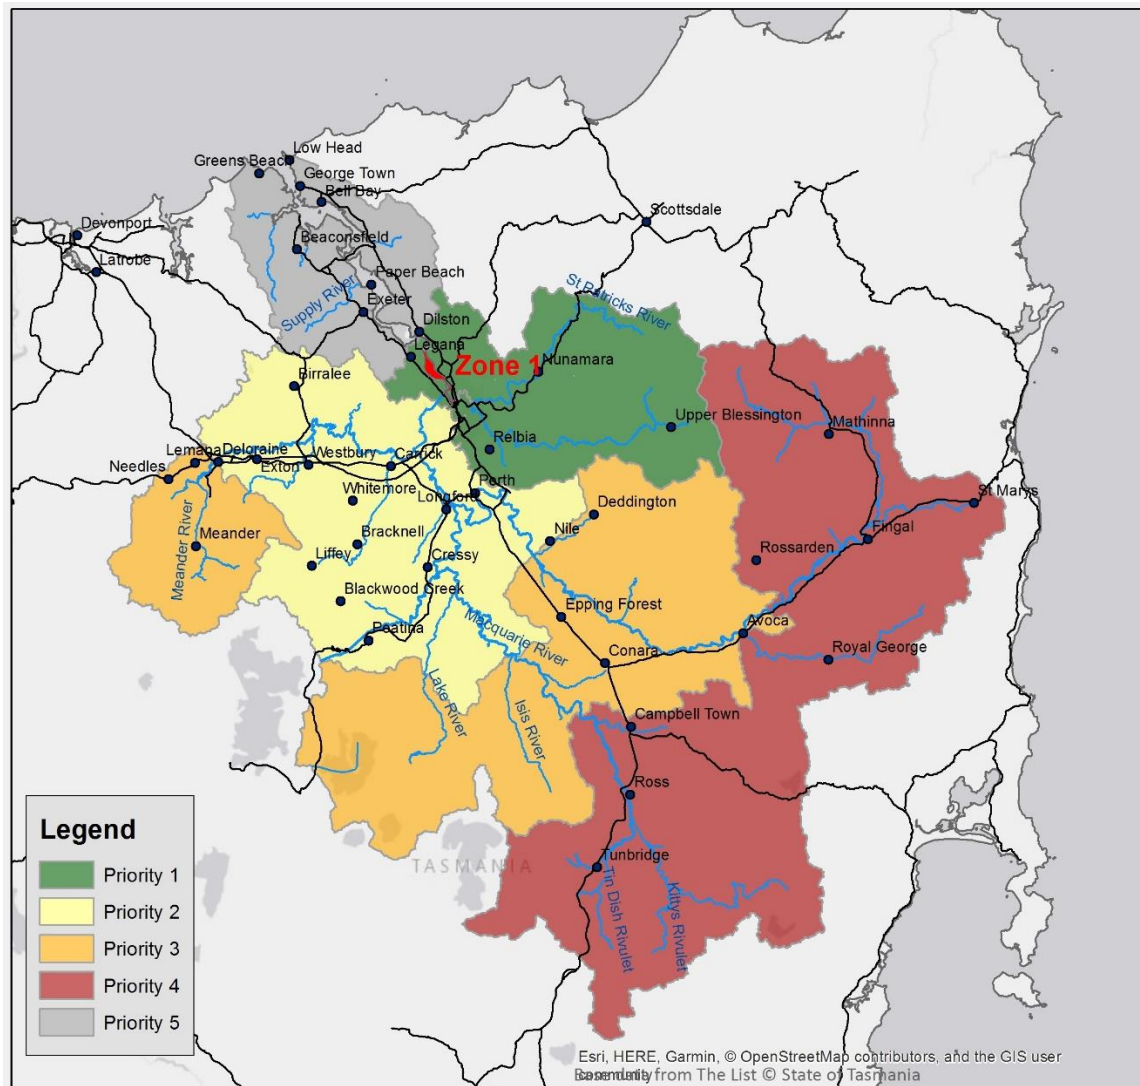 Low Head
Greens Beach
George Town
Bell Bay
Scottsdale
Devonport
Beaconsfield
Latrobe
Paper Beach
St Patricks River
Supply River
Exeter
Dilston
Legana
Zone 1
Nunamara
Birralee
Upper Blessington
Mathinna
Relbia
Lemana
Deloraine
Needles
Exton
Westbury
Carrick
Perth
Whitemore
Longford
Deddington
St Marys
Meander River
Meander
Bracknell
Nile
Fingal
Liffey
Cressy
Rossarden
Blackwood Creek
Epping Forest
Poatina
Macquarie River
Avoca
Conara
Royal George
Lake River
Isis River
Campbell Town
Ross
TASMANIA
Tunbridge
Tin Dish Rivulet
Kittys Rivulet
Legend
Priority 1
Priority 2
Priority 3
Priority 4
Priority 5
Esri, HERE, Garmin, © OpenStreetMap contributors, and the GIS user
community
from The List © State of Tasmania